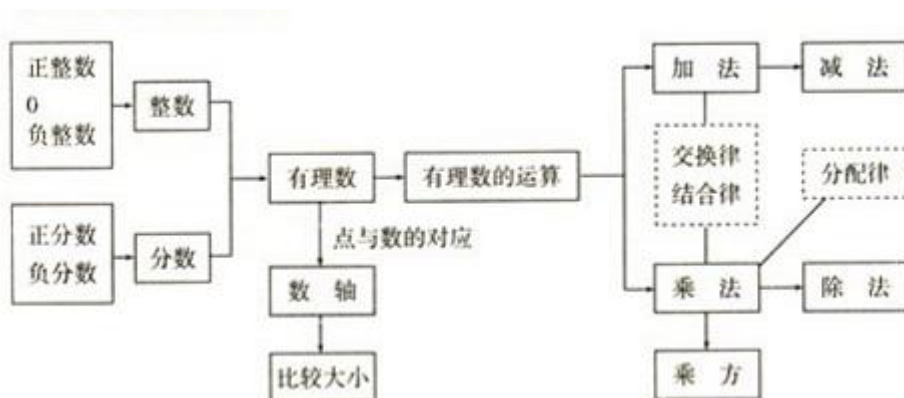 正整数
0
负整数
整数
正分数
负分数
分数
有理数
点与数的对应
数 轴
比较大小
有理数的运算
加 法
减 法
交换律
结合律
分配律
乘 法
除 法
乘 方